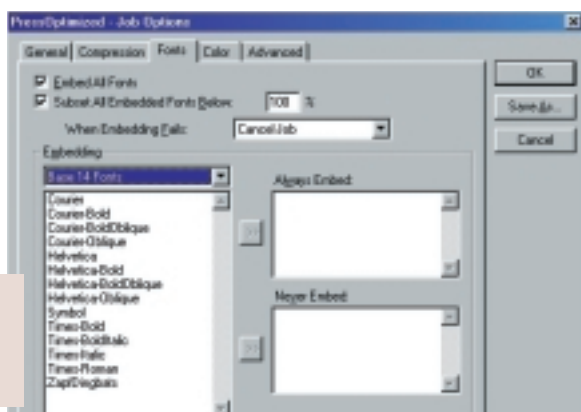 PressOptimized - Job Options
General Compression Fonts Color Advanced
Embed All Fonts
Subset All Embedded Fonts Below: 100 %
When Embedding Fails: Cancel Job
OK
Save As...
Cancel
Embedding
Base 14 Fonts
Courier
Courier-Bold
Courier-BoldOblique
Courier-Oblique
Helvetica
Helvetica-Bold
Helvetica-BoldOblique
Helvetica-Oblique
Symbol
Times-Bold
Times-BoldItalic
Times-Italic
Times-Roman
ZapfDingbats
>>
Always Embed:
>>
Never Embed: